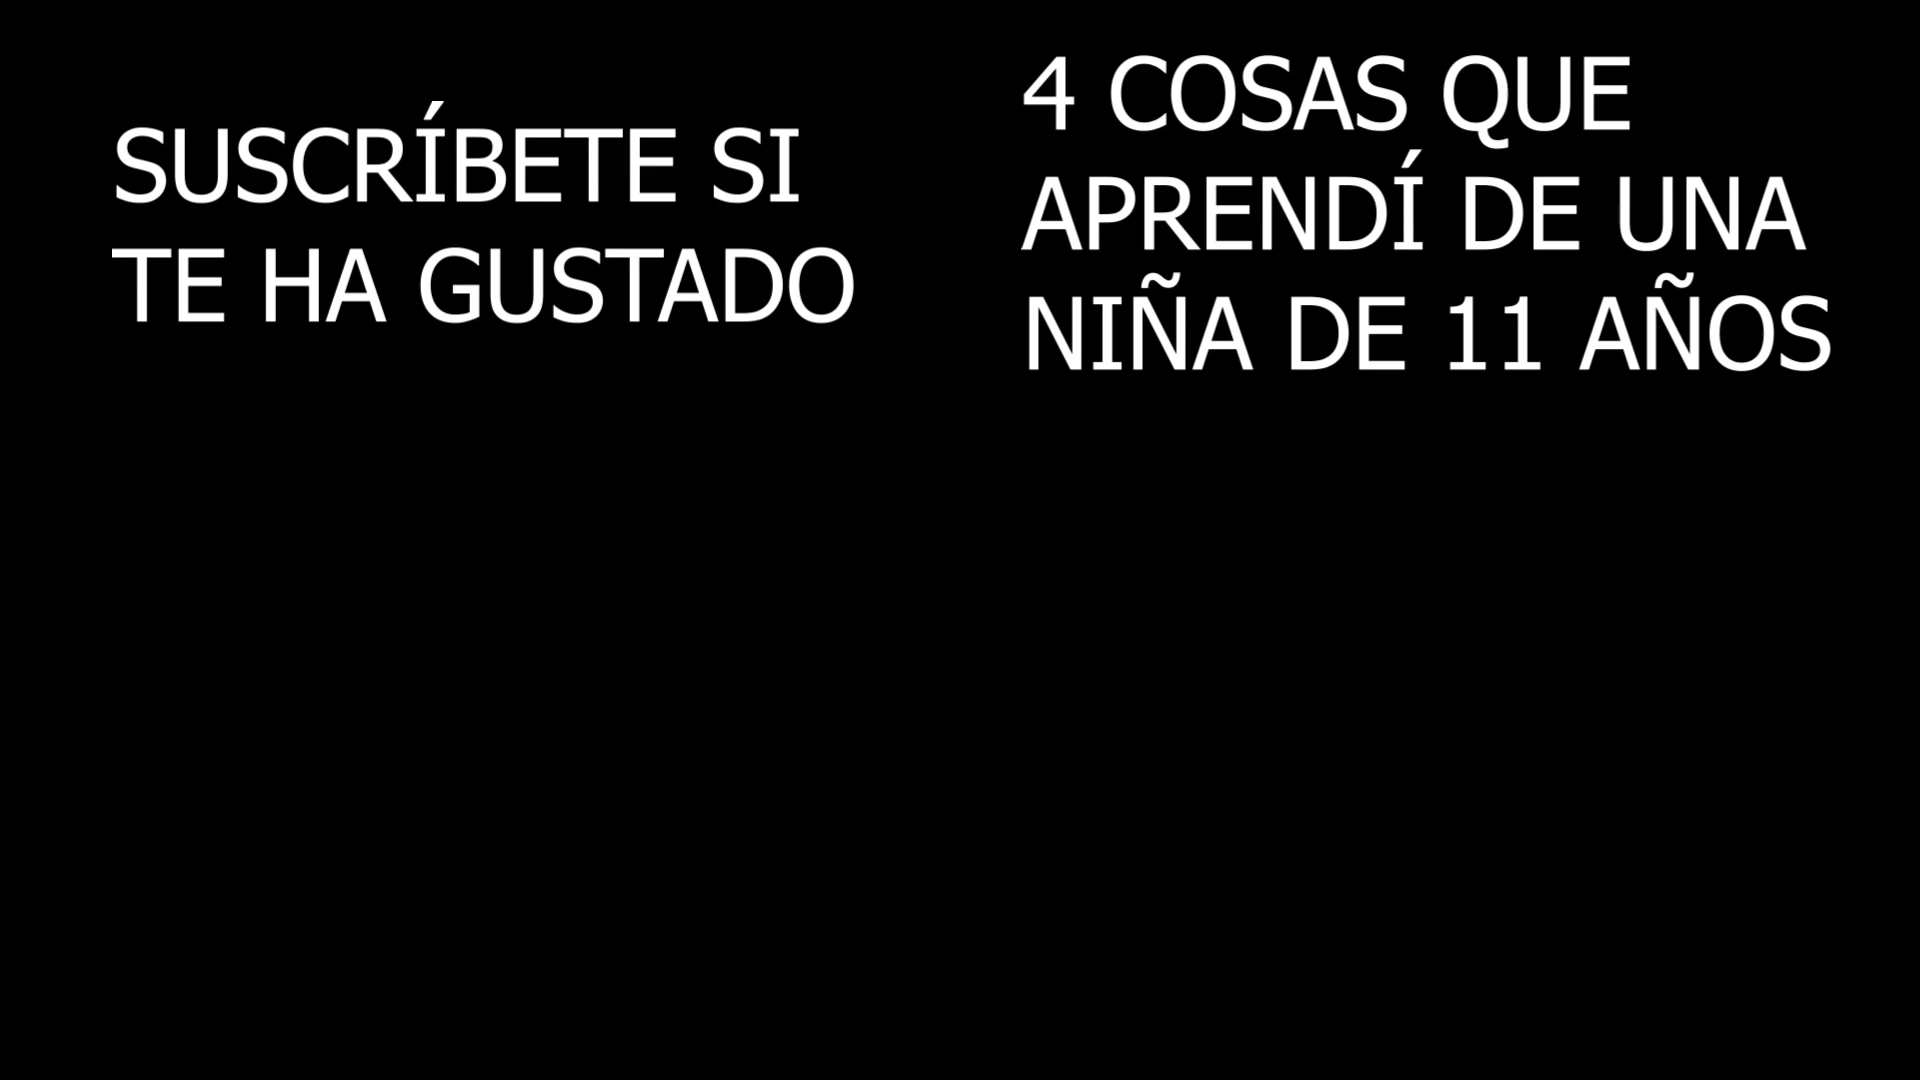 SUSCRÍBETE SI
TE HA GUSTADO
4 COSAS QUE
APRENDÍ DE UNA
NIÑA DE 11 AÑOS